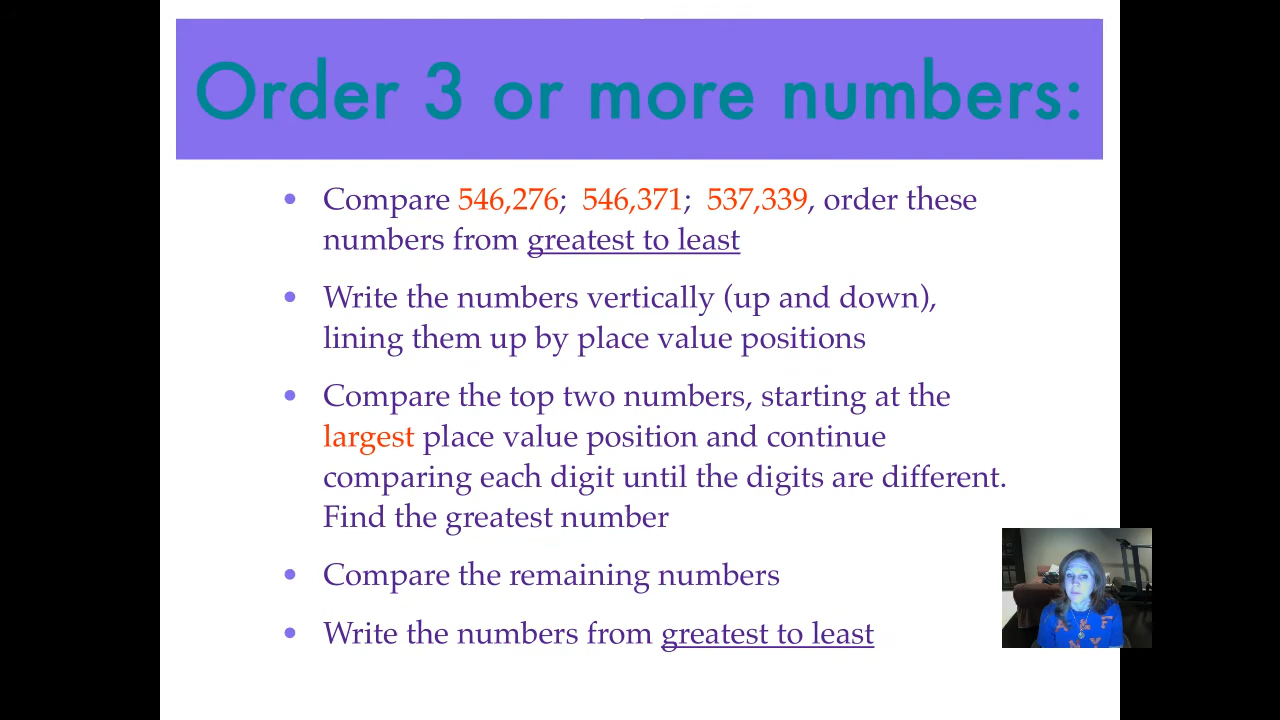 Order 3 or more numbers:
• Compare 546,276; 546,371; 537,339, order these
numbers from greatest to least
• Write the numbers vertically (up and down),
lining them up by place value positions
• Compare the top two numbers, starting at the
largest place value position and continue
comparing each digit until the digits are different.
Find the greatest number
• Compare the remaining numbers
• Write the numbers from greatest to least